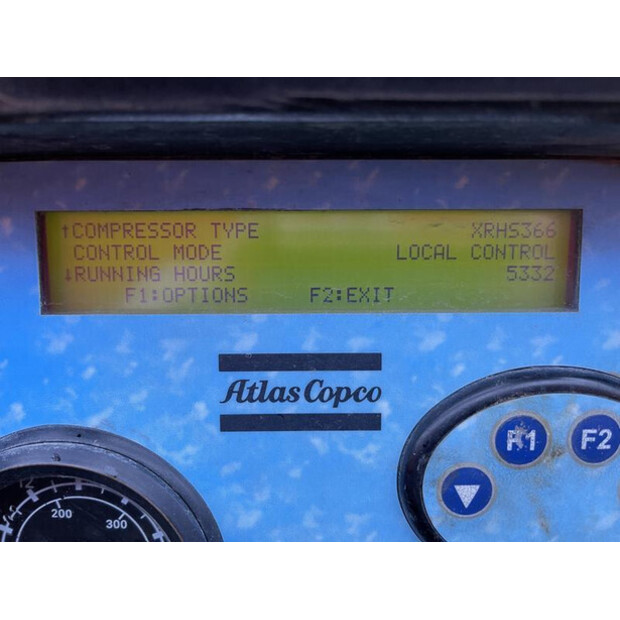 ↑COMPRESSOR TYPE XRHS366
CONTROL MODE LOCAL CONTROL
↓RUNNING HOURS 5332
F1:OPTIONS F2:EXIT
Atlas Copco
F1 F2
200 300